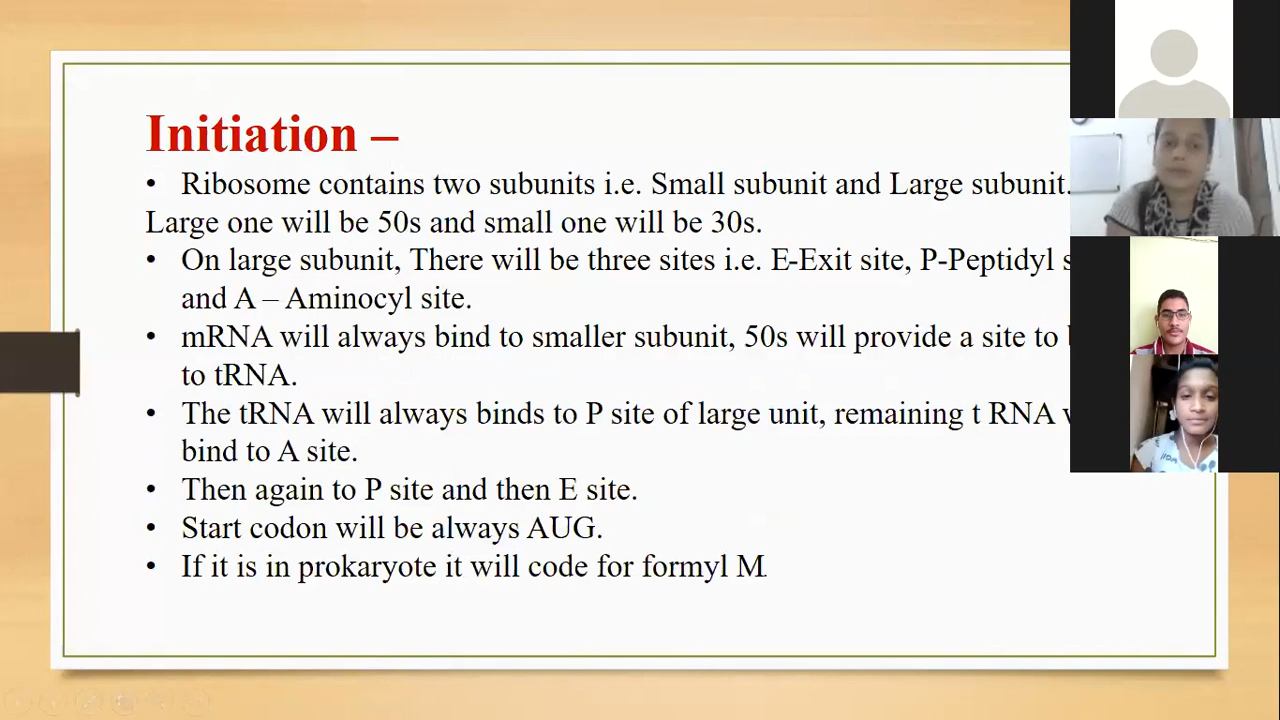 Initiation –
• Ribosome contains two subunits i.e. Small subunit and Large subunit.
Large one will be 50s and small one will be 30s.
• On large subunit, There will be three sites i.e. E-Exit site, P-Peptidyl
and A – Aminocyl site.
• mRNA will always bind to smaller subunit, 50s will provide a site to
to tRNA.
• The tRNA will always binds to P site of large unit, remaining t RNA
bind to A site.
• Then again to P site and then E site.
• Start codon will be always AUG.
• If it is in prokaryote it will code for formyl M.